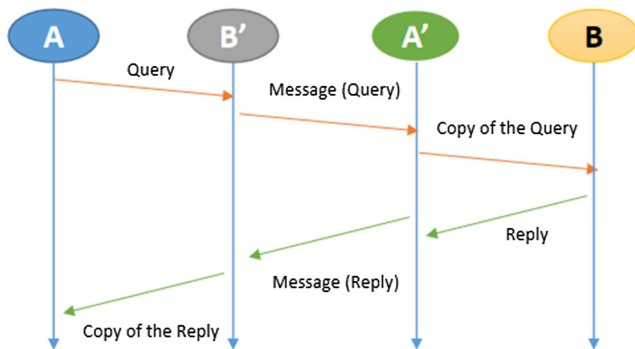 A
B’
A’
B
Query
Message (Query)
Copy of the Query
Reply
Message (Reply)
Copy of the Reply